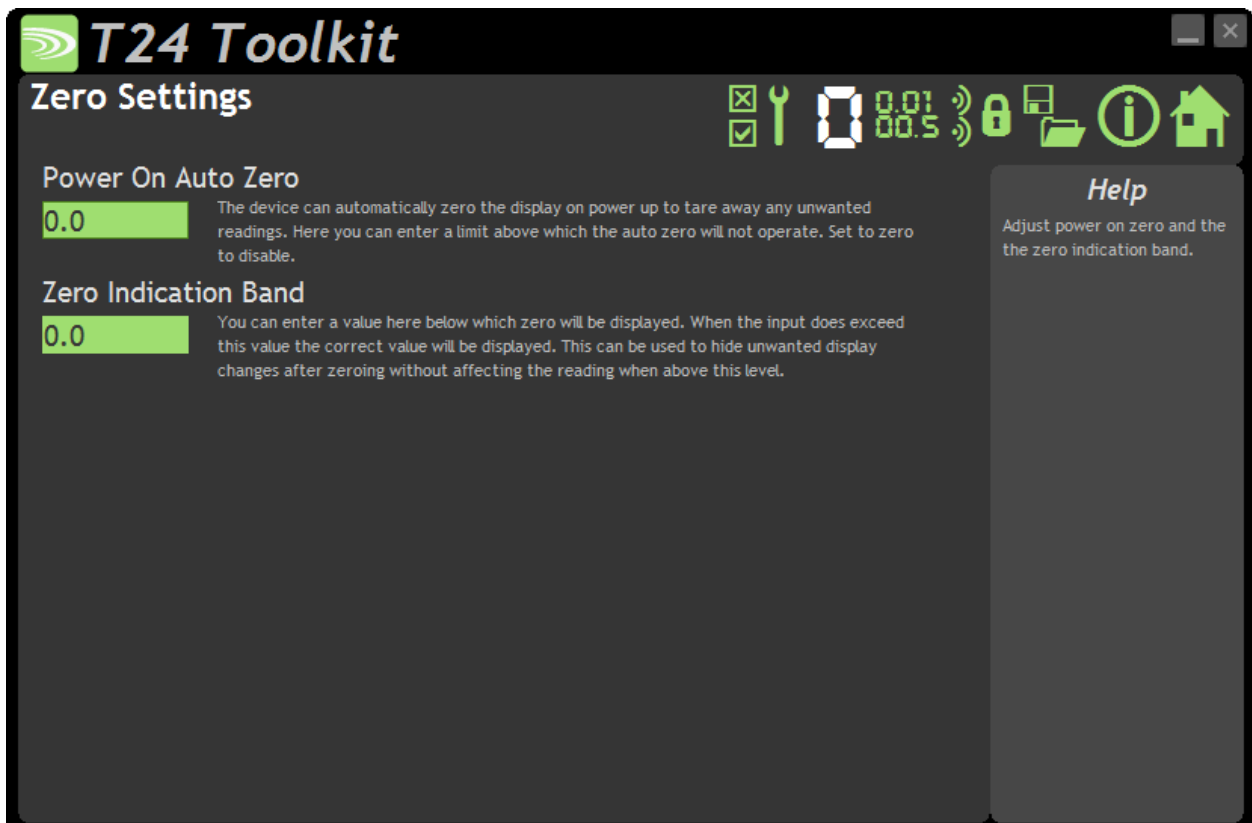 T24 Toolkit
Zero Settings
0
0.01
00.5
Power On Auto Zero
0.0
The device can automatically zero the display on power up to tare away any unwanted
readings. Here you can enter a limit above which the auto zero will not operate. Set to zero
to disable.
Zero Indication Band
0.0
You can enter a value here below which zero will be displayed. When the input does exceed
this value the correct value will be displayed. This can be used to hide unwanted display
changes after zeroing without affecting the reading when above this level.
Help
Adjust power on zero and the
the zero indication band.